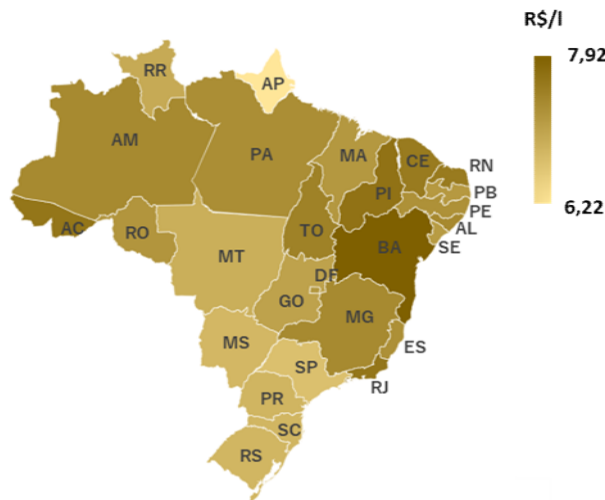 R$/l
7,92
6,22
RR
AP
AM
PA
MA
CE
RN
PB
PE
AL
SE
PI
AC
RO
TO
BA
MT
DF
GO
MG
ES
MS
SP
RJ
PR
SC
RS